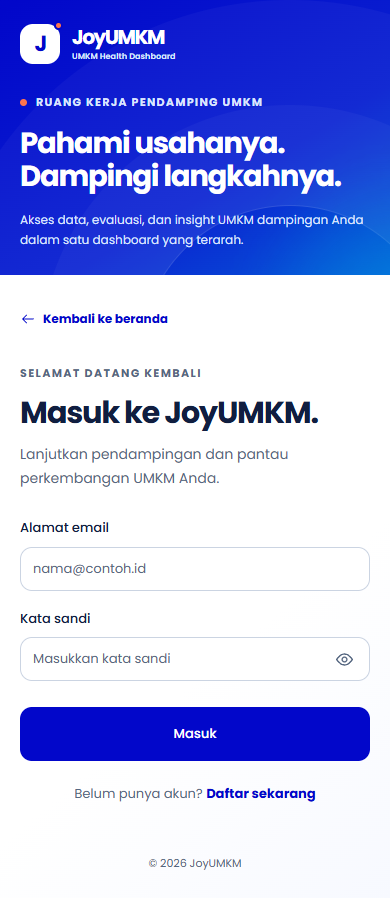 J
JoyUMKM
UMKM Health Dashboard
RUANG KERJA PENDAMPING UMKM
Pahami usahanya.
Dampingi langkahnya.
Akses data, evaluasi, dan insight UMKM dampingan Anda
dalam satu dashboard yang terarah.
Kembali ke beranda
SELAMAT DATANG KEMBALI
Masuk ke JoyUMKM.
Lanjutkan pendampingan dan pantau
perkembangan UMKM Anda.
Alamat email
nama@contoh.id
Kata sandi
Masukkan kata sandi
Masuk
Belum punya akun? Daftar sekarang
© 2026 JoyUMKM